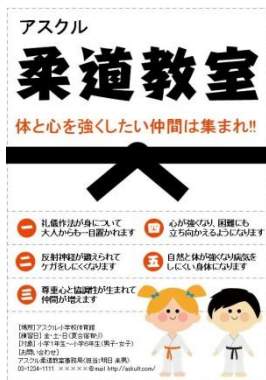 アスクル
柔道教室
体と心を強くしたい仲間は集まれ!!
一 礼儀作法が身について
大人からも一目置かれます
二 反射神経が鍛えられて
ケガをしにくくなります
三 尊重心と協調性が生まれて
仲間が増えます
四 心が強くなり、困難にも
立ち向かえるようになります
五 自然と体が強くなり病気を
しにくい身体になります
【場所】アスクル小学校体育館
【練習日】金・土・日(夏合宿有り)
【対象】小学1年生〜小学6年生(男子・女子)
【お問い合わせ】
アスクル柔道教室事務局(担当:明日 来男)
03-1234-1111 ××××@mail http://askull.com/